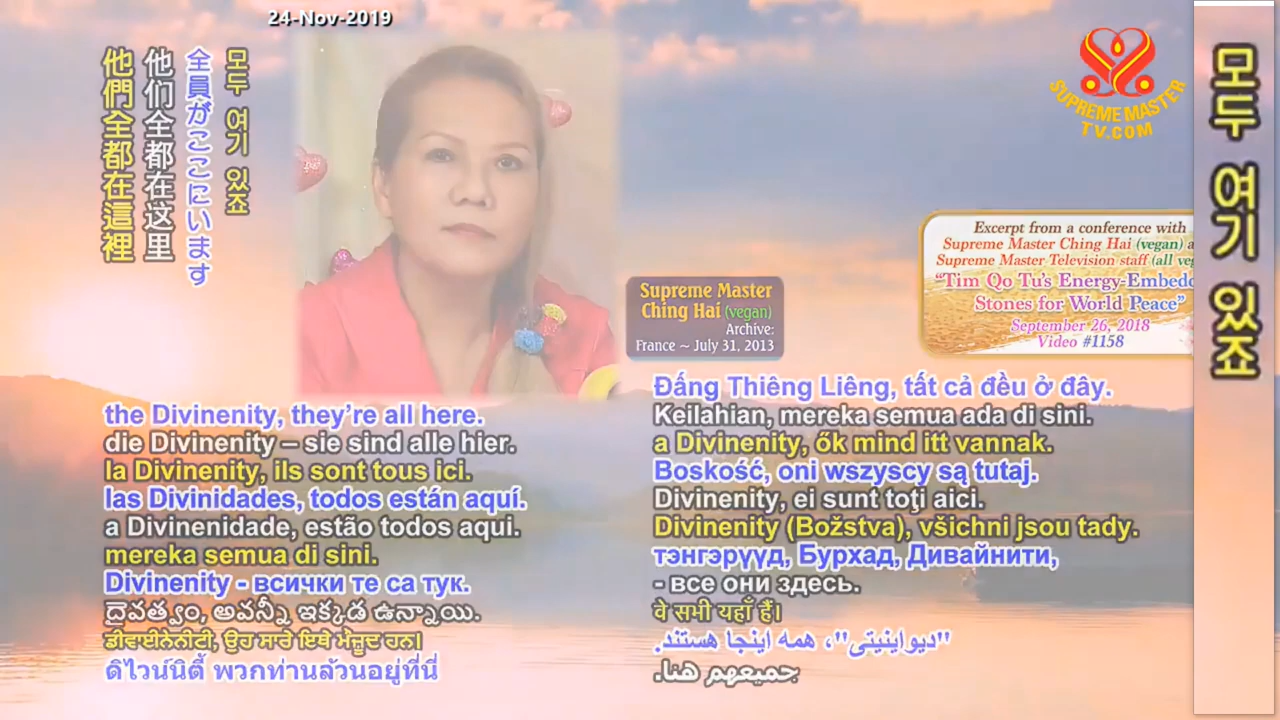 24-Nov-2019
모두 여기 있죠
全員がここにいます
他们全都在这里
他們全都在這裡
SUPREME MASTER
TV.COM
모두 여기 있죠
Excerpt from a conference with
Supreme Master Ching Hai (vegan)
Supreme Master Television staff (all
"Tim Qo Tu's
Stones for World Peace"
September 26, 2018
Video #1158
Supreme Master
Ching Hai (vegan)
Archive:
France ~ July 31, 2013
the Divinenity, they're all here.
die Divinenity – sie sind alle hier.
la Divinenity, ils sont tous ici.
las Divinidades, todos están aquí.
a Divinenidade, estão todos aqui.
mereka semua di sini.
Divinenity - всички те са тук.
దైవత్వం, అవన్నీ ఇక్కడ ఉన్నాయి.
ਡੀਵਾਈਨੇਨੀਟੀ, ਉਹ ਸਾਰੇ ਇਥੇ ਮੌਜੂਦ ਹਨ।
ดิไวน์นิตี้ พวกท่านล้วนอยู่ที่นี่
Đấng Thiêng Liêng, tất cả đều ở đây.
Keilahian, mereka semua ada di sini.
a Divinenity, ők mind itt vannak.
Boskość, oni wszyscy są tutaj.
Divinenity, ei sunt toţi aici.
Divinenity (Božstva), všichni jsou tady.
тэнгэрүүд, Бурхад, Дивайнити,
- все они здесь.
वे सभी यहाँ हैं।
"دیواینیتی"، همه اینجا هستند.
جميعهم هنا.